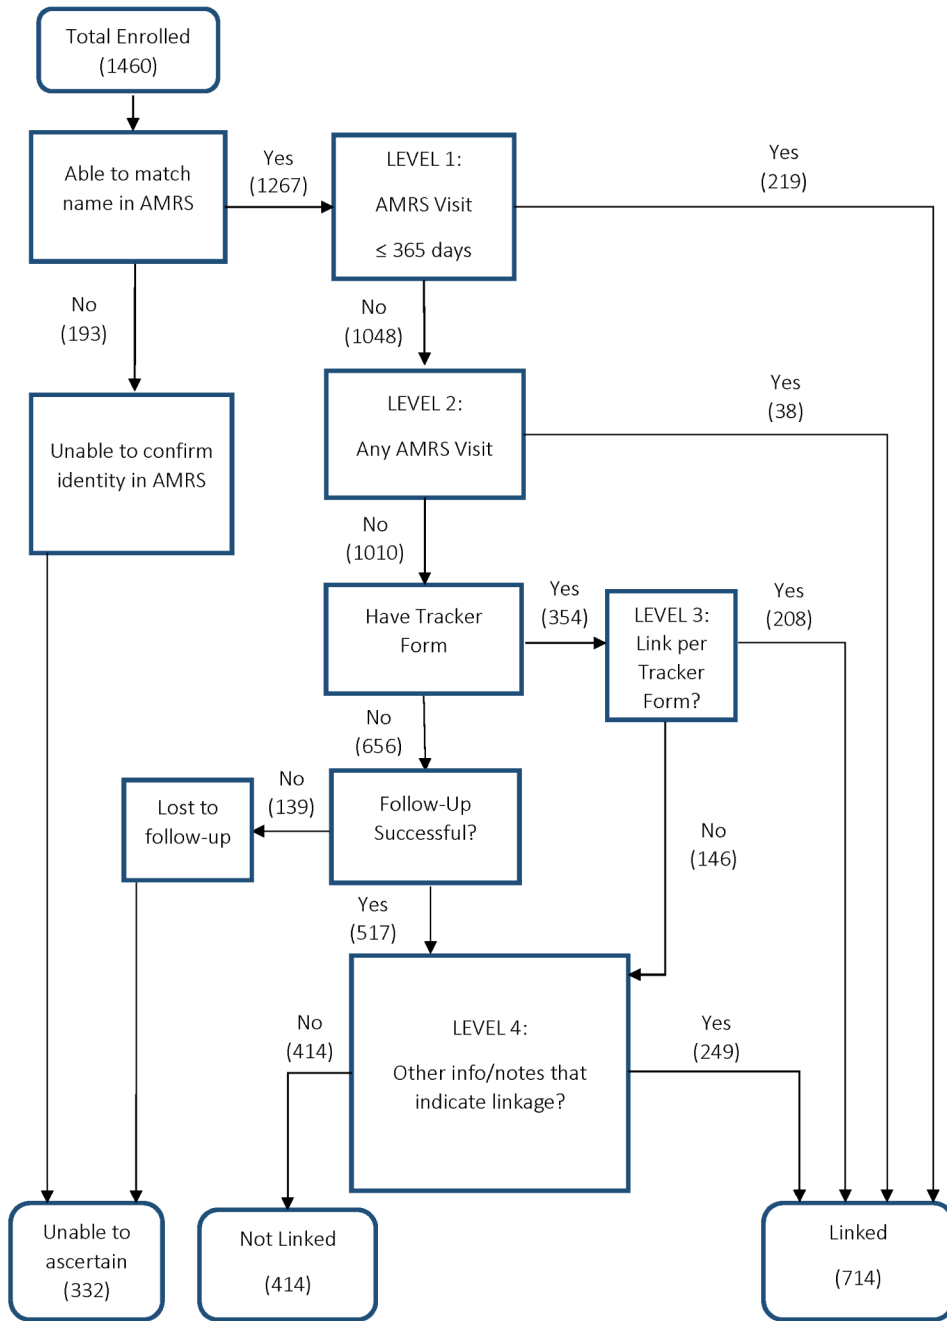 Total Enrolled
(1460)
Able to match
name in AMRS
Yes
(1267)
LEVEL 1:
AMRS Visit
≤ 365 days
Yes
(219)
No
(193)
No
(1048)
Unable to confirm
identity in AMRS
LEVEL 2:
Any AMRS Visit
Yes
(38)
No
(1010)
Have Tracker
Form
Yes
(354)
LEVEL 3:
Link per
Tracker
Form?
Yes
(208)
No
(656)
Lost to
follow-up
No
(139)
Follow-Up
Successful?
No
(146)
Yes
(517)
No
(414)
LEVEL 4:
Other info/notes that
indicate linkage?
Yes
(249)
Unable to
ascertain
(332)
Not Linked
(414)
Linked
(714)